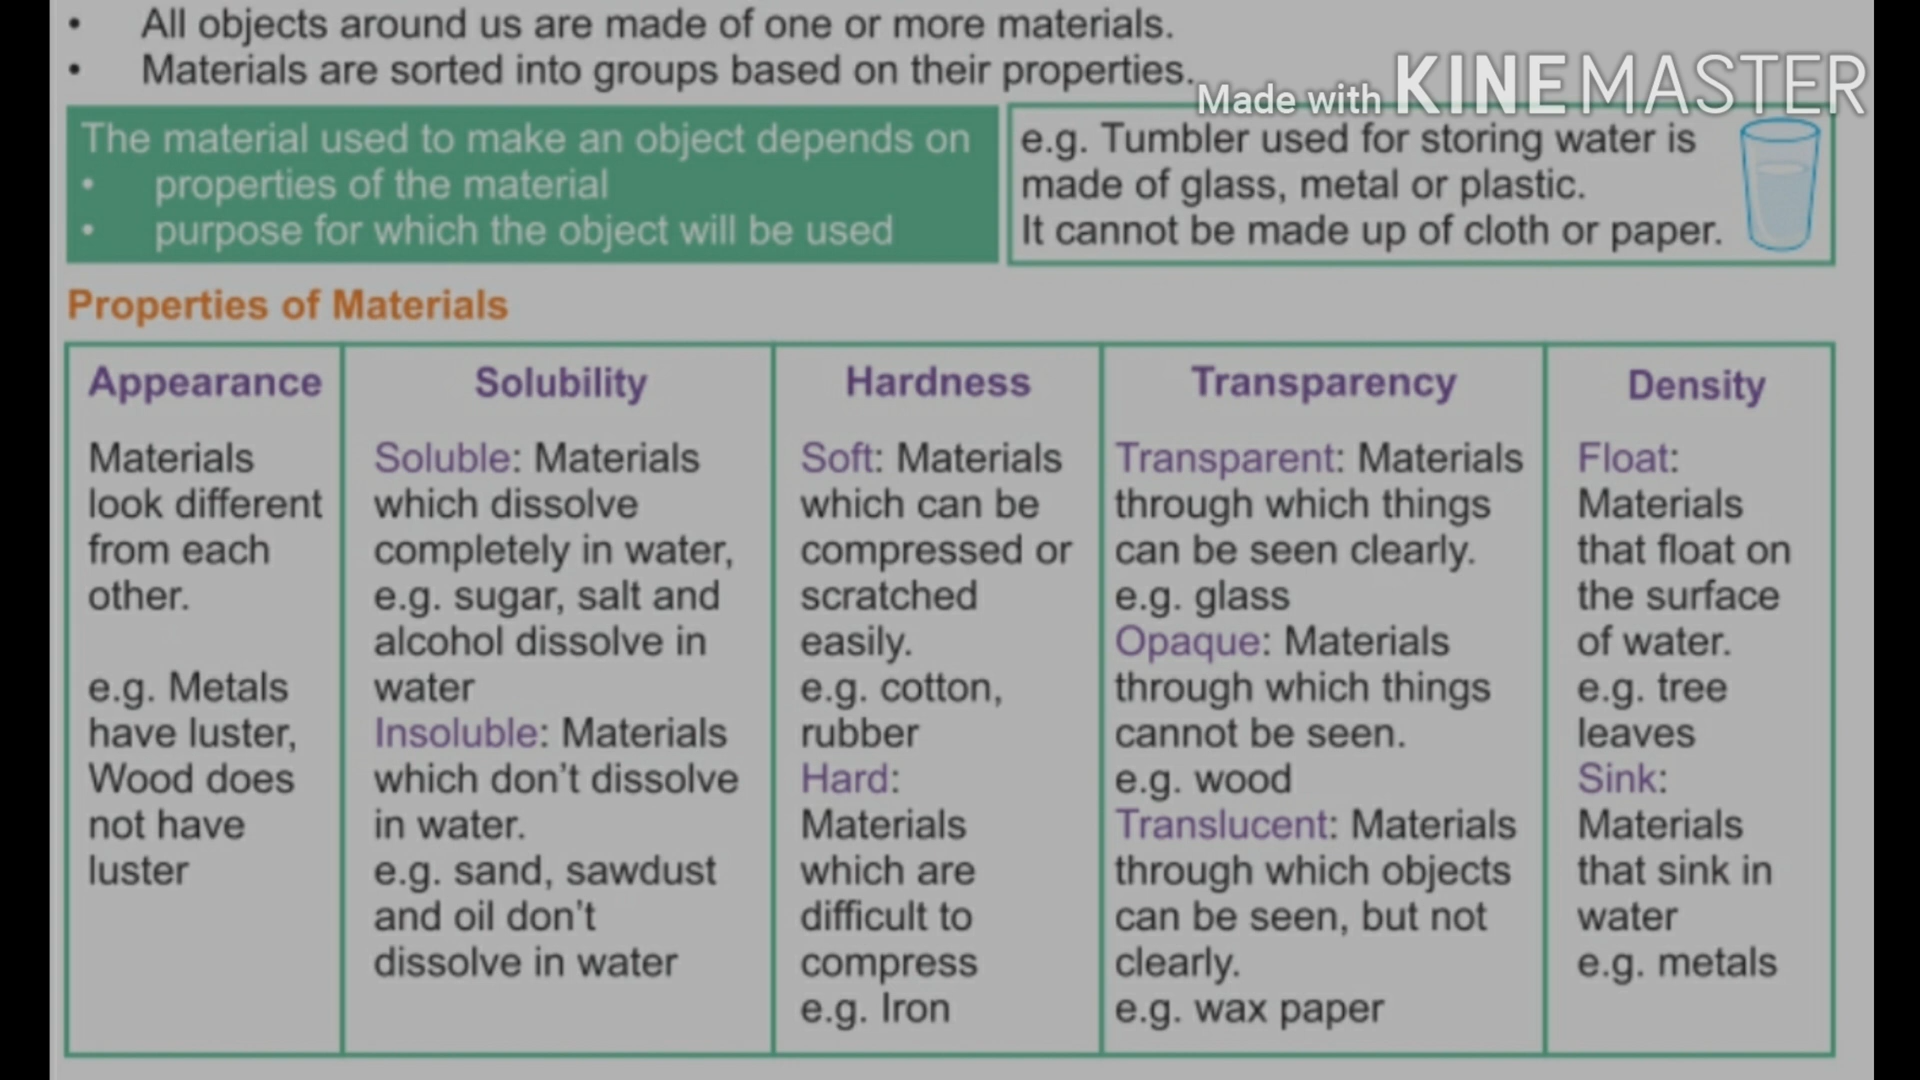 • All objects around us are made of one or more materials.
• Materials are sorted into groups based on their properties.
Made with KINEMASTER
The material used to make an object depends on
• properties of the material
• purpose for which the object will be used
e.g. Tumbler used for storing water is
made of glass, metal or plastic.
It cannot be made up of cloth or paper.
Properties of Materials
Appearance
Materials
look different
from each
other.
e.g. Metals
have luster,
Wood does
not have
luster
Solubility
Soluble: Materials
which dissolve
completely in water,
e.g. sugar, salt and
alcohol dissolve in
water
Insoluble: Materials
which don't dissolve
in water.
e.g. sand, sawdust
and oil don't
dissolve in water
Hardness
Soft: Materials
which can be
compressed or
scratched
easily.
e.g. cotton,
rubber
Hard:
Materials
which are
difficult to
compress
e.g. Iron
Transparency
Transparent: Materials
through which things
can be seen clearly.
e.g. glass
Opaque: Materials
through which things
cannot be seen.
e.g. wood
Translucent: Materials
through which objects
can be seen, but not
clearly.
e.g. wax paper
Density
Float:
Materials
that float on
the surface
of water.
e.g. tree
leaves
Sink:
Materials
that sink in
water
e.g. metals